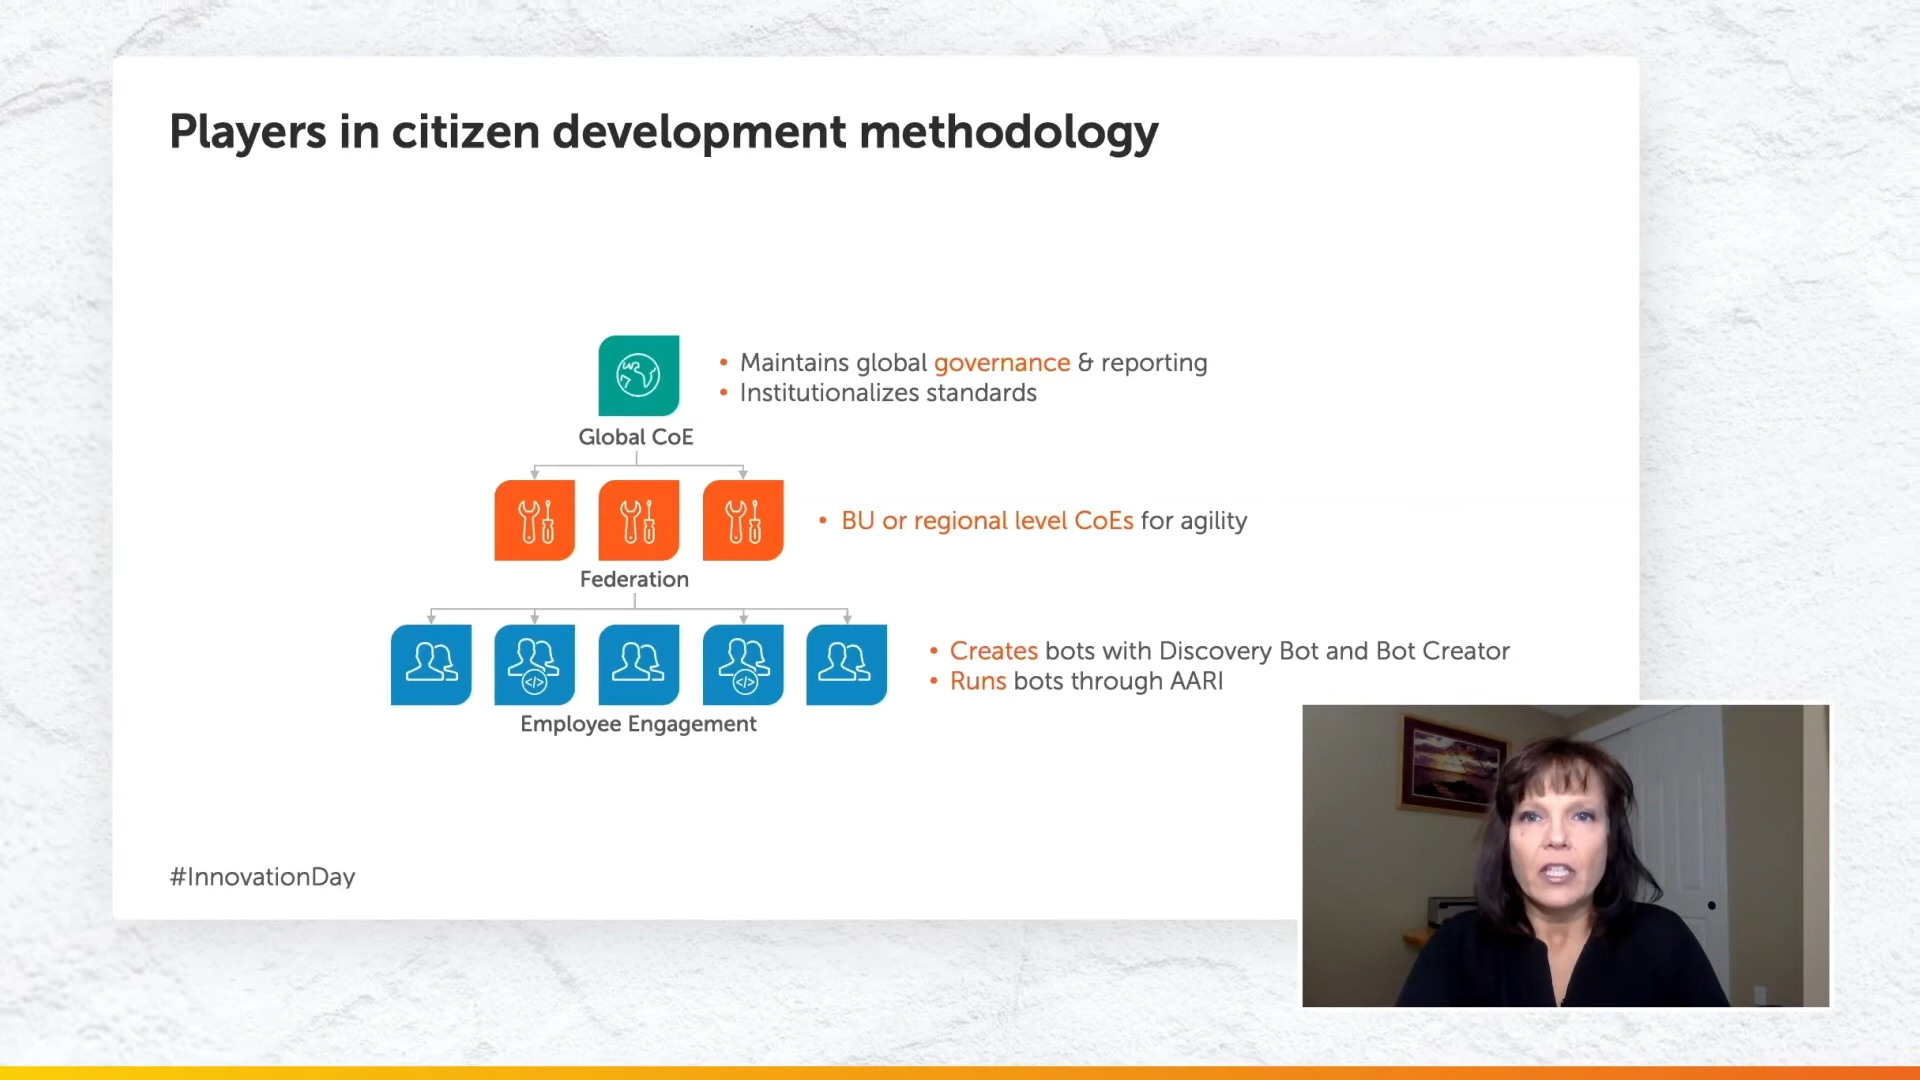 Players in citizen development methodology
• Maintains global governance & reporting
• Institutionalizes standards
Global CoE
• BU or regional level CoEs for agility
Federation
• Creates bots with Discovery Bot and Bot Creator
• Runs bots through AARI
</>
</>
Employee Engagement
#InnovationDay